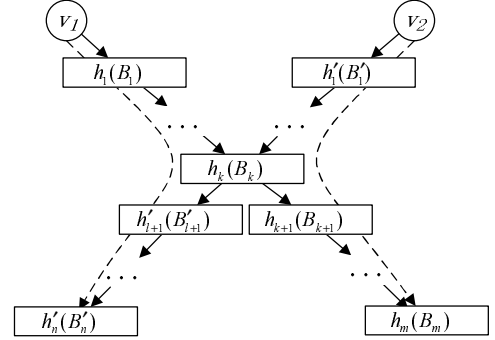 v₁ v₂
h₁(B₁) h′₁(B′₁)
··· ···
hₖ(Bₖ)
h′ₗ₊₁(B′ₗ₊₁) hₖ₊₁(Bₖ₊₁)
··· ···
h′ₙ(B′ₙ) hₘ(Bₘ)